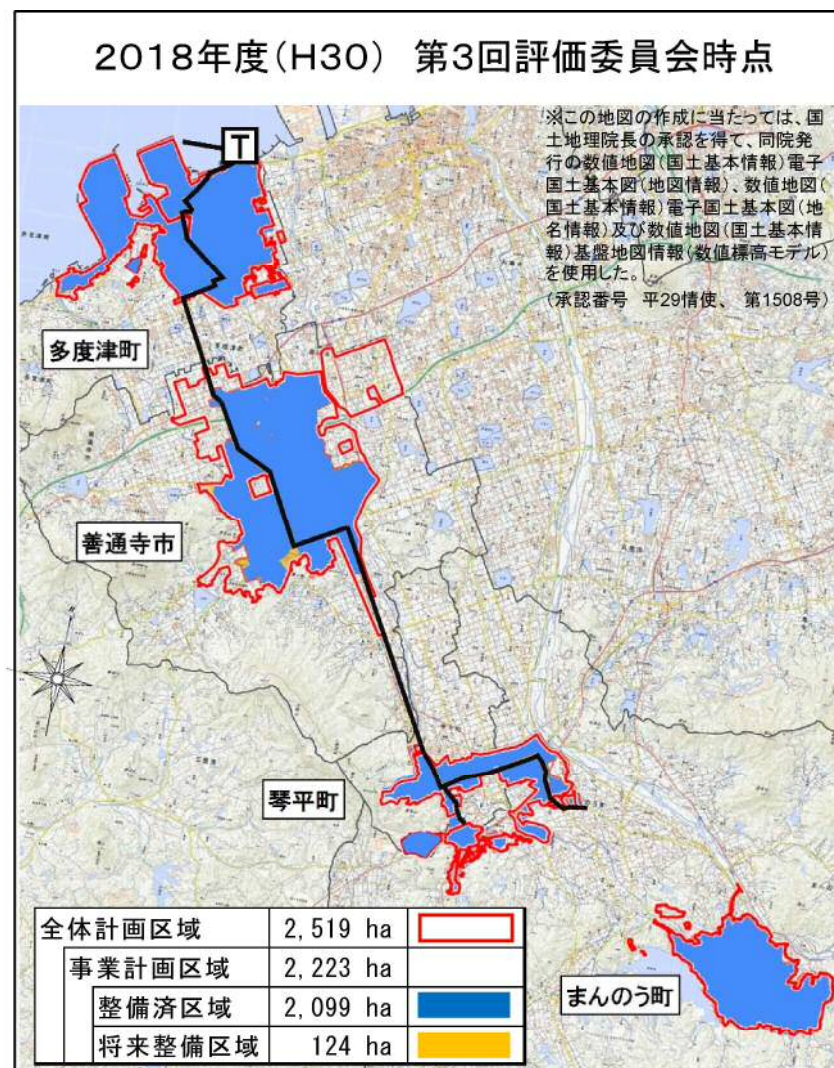 2018年度(H30) 第3回評価委員会時点
※この地図の作成に当たっては、国
土地理院長の承認を得て、同院発
行の数値地図(国土基本情報)電子
国土基本図(地図情報)、数値地図(
国土基本情報)電子国土基本図(地
名情報)及び数値地図(国土基本情
報)基盤地図情報(数値標高モデル)
を使用した。
(承認番号 平29情使、 第1508号)
T
多度津町
善通寺市
琴平町
まんのう町
全体計画区域 2,519 ha
事業計画区域 2,223 ha
整備済区域 2,099 ha
将来整備区域 124 ha